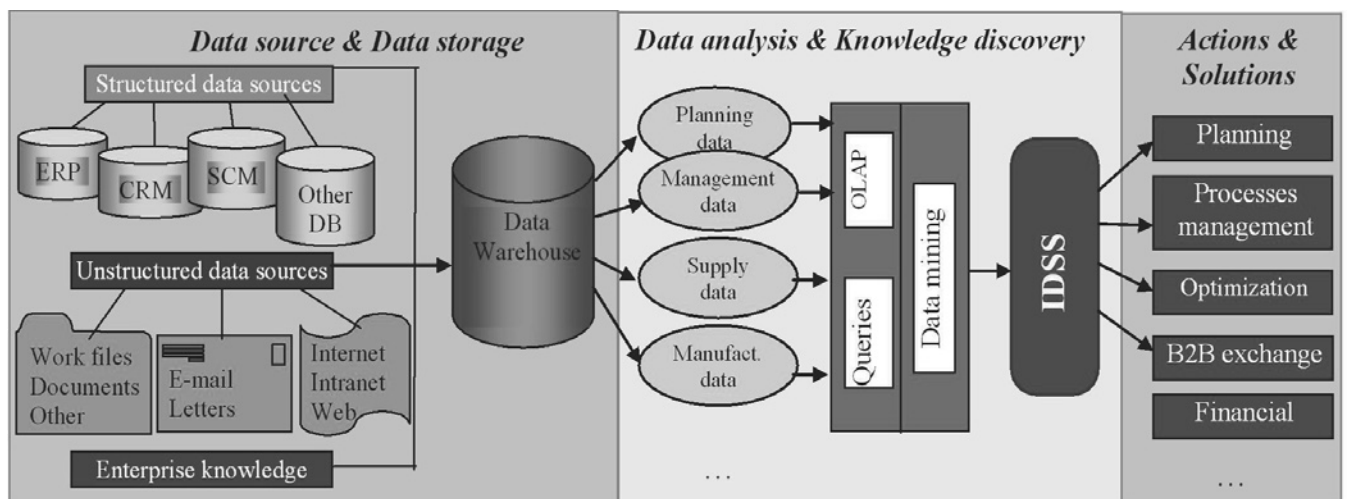 Data source & Data storage
Structured data sources
ERP
CRM
SCM
Other
DB
Unstructured data sources
Work files
Documents
Other
E-mail
Letters
Internet
Intranet
Web
Enterprise knowledge
Data
Warehouse
Data analysis & Knowledge discovery
Planning
data
Management
data
Supply
data
Manufact.
data
...
OLAP
Queries
Data mining
IDSS
Actions &
Solutions
Planning
Processes
management
Optimization
B2B exchange
Financial
...